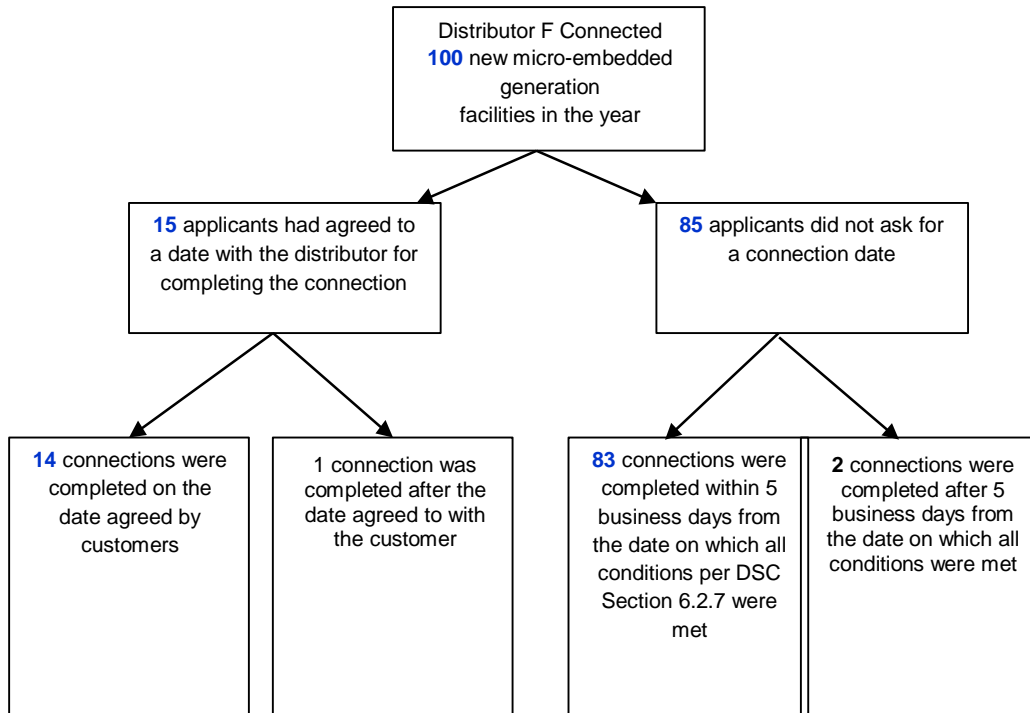 Distributor F Connected
100 new micro-embedded
generation
facilities in the year
15 applicants had agreed to
a date with the distributor for
completing the connection
85 applicants did not ask for
a connection date
14 connections were
completed on the
date agreed by
customers
1 connection was
completed after the
date agreed to with
the customer
83 connections were
completed within 5
business days from
the date on which all
conditions per DSC
Section 6.2.7 were
met
2 connections were
completed after 5
business days from
the date on which all
conditions were met